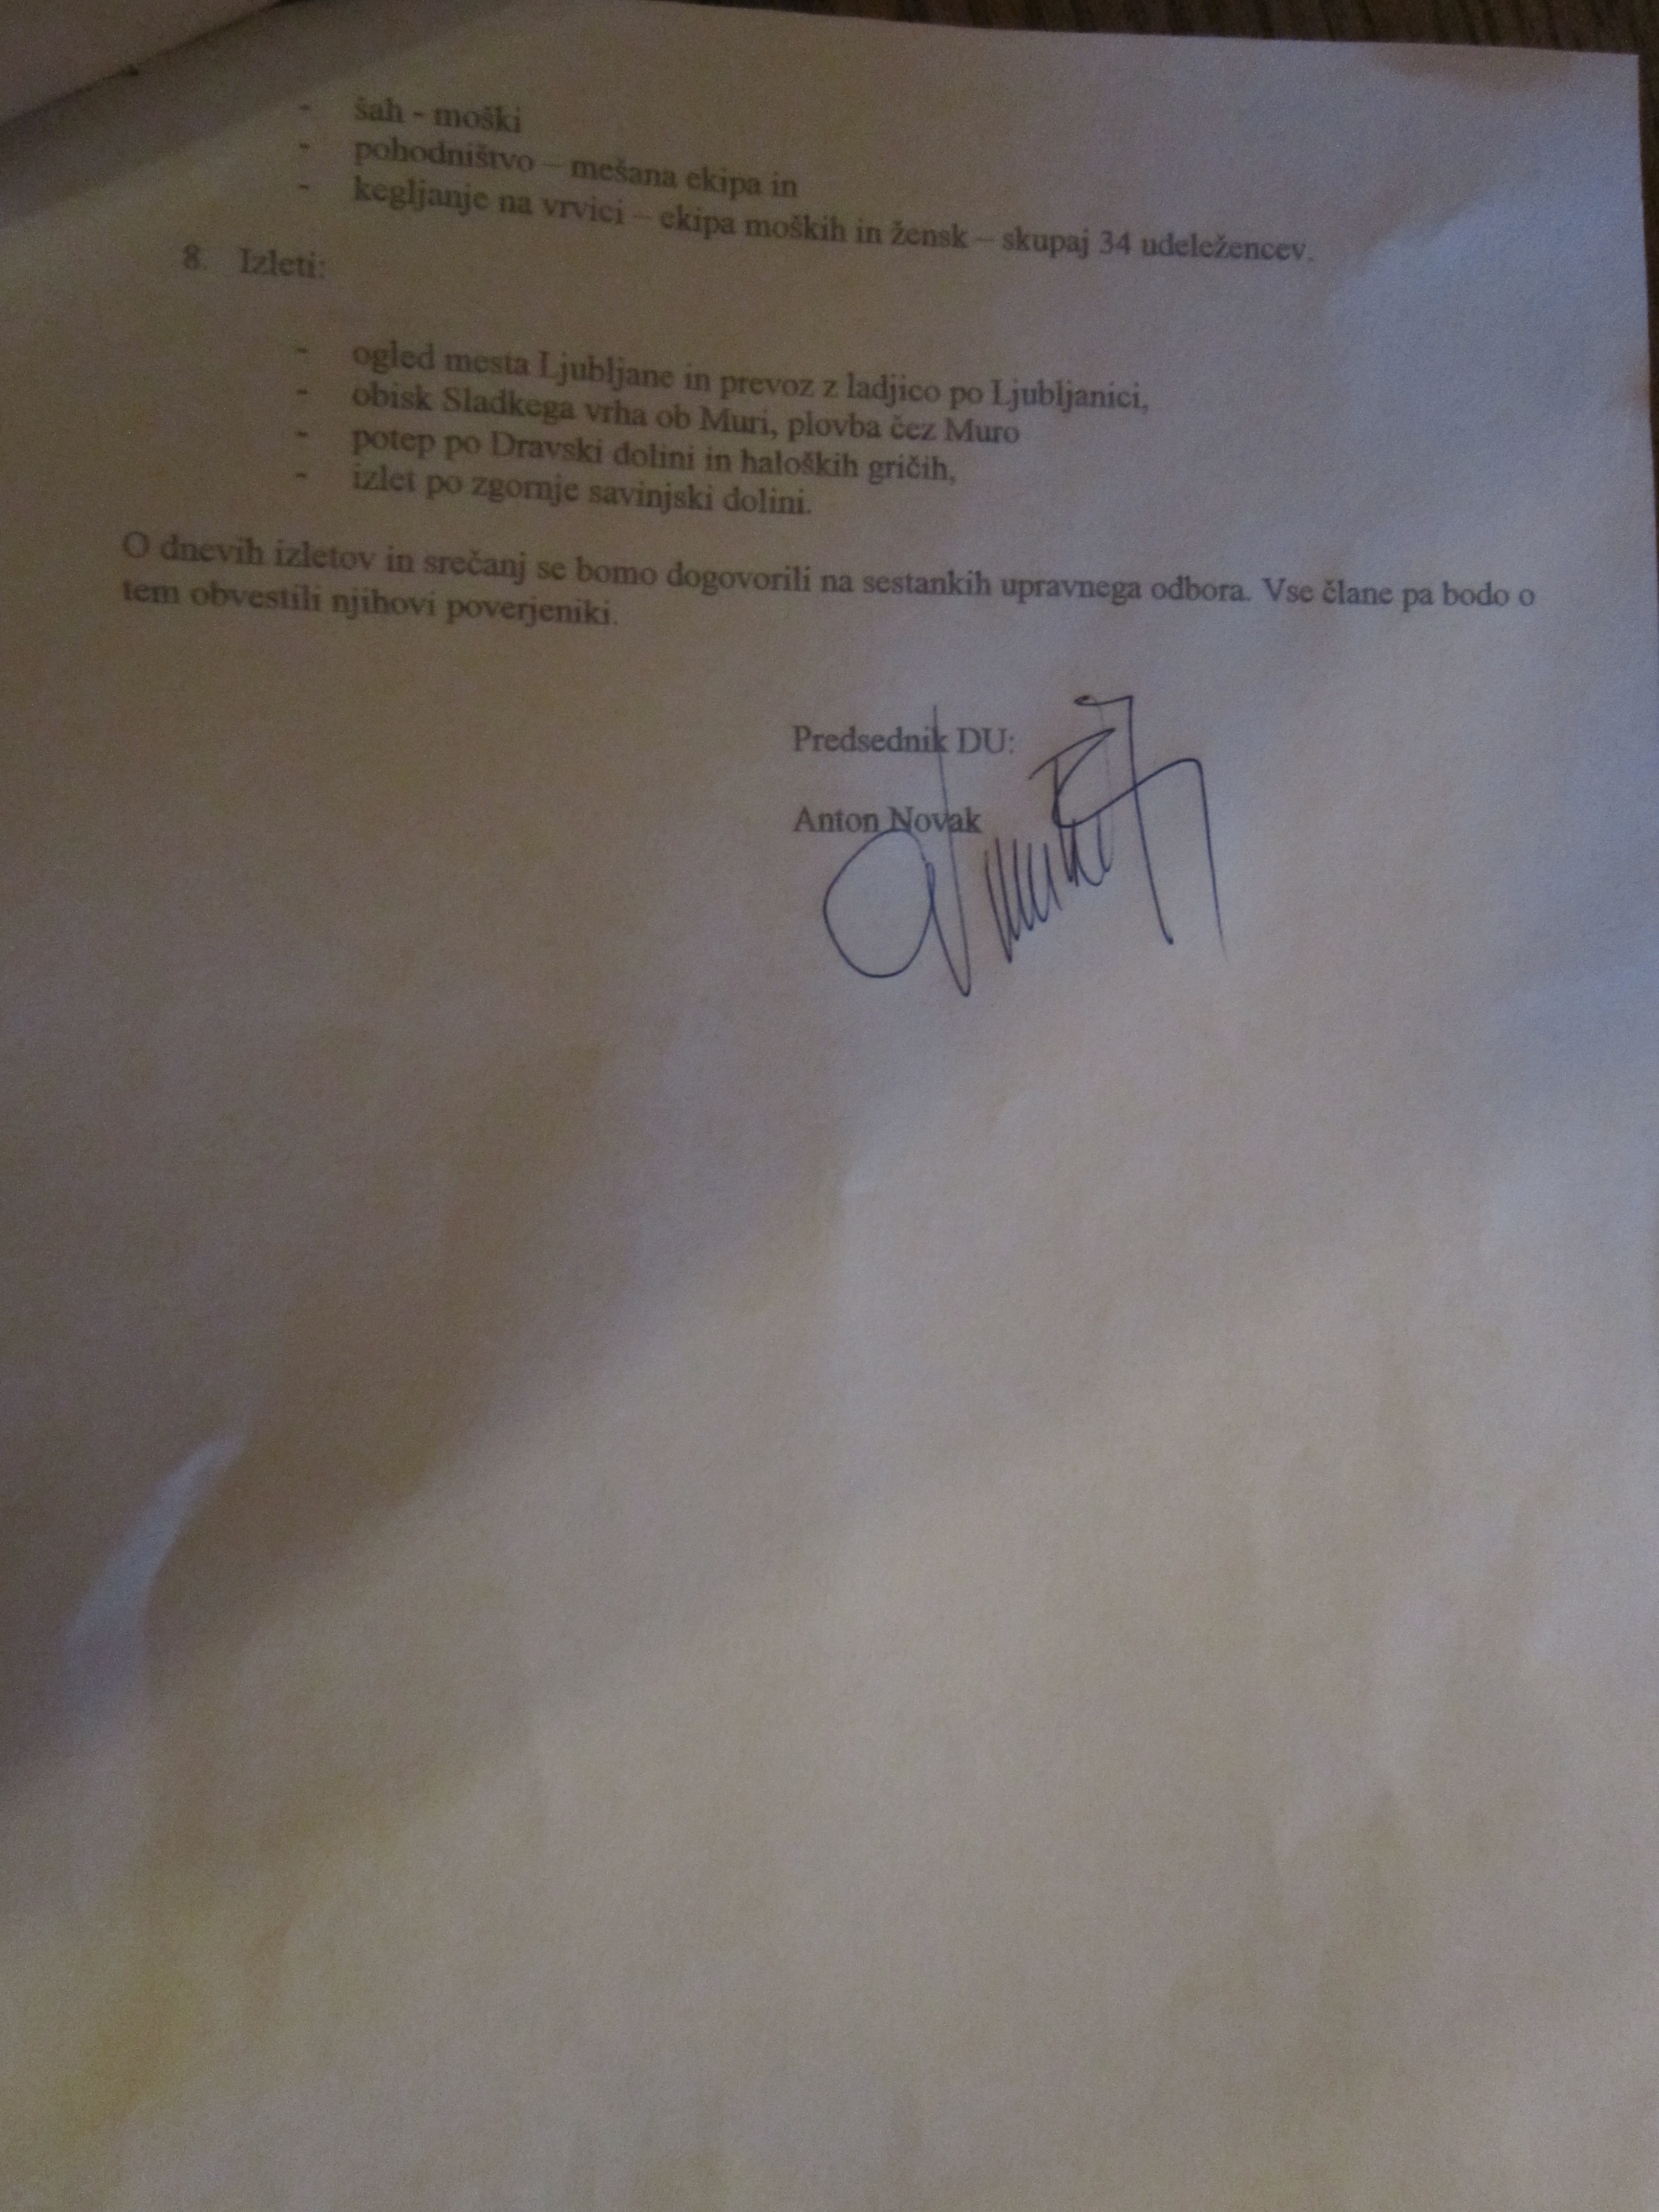 - šah - moški
- pohodništvo – mešana ekipa in
- kegljanje na vrvici – ekipa moških in žensk – skupaj 34 udeležencev.
8. Izleti:
- ogled mesta Ljubljane in prevoz z ladjico po Ljubljanici,
- obisk Sladkega vrha ob Muri, plovba čez Muro
- potep po Dravski dolini in haloških gričih,
- izlet po zgornje savinjski dolini.
O dnevih izletov in srečanj se bomo dogovorili na sestankih upravnega odbora. Vse člane pa bodo o
tem obvestili njihovi poverjeniki.
Predsednik DU:
Anton Novak